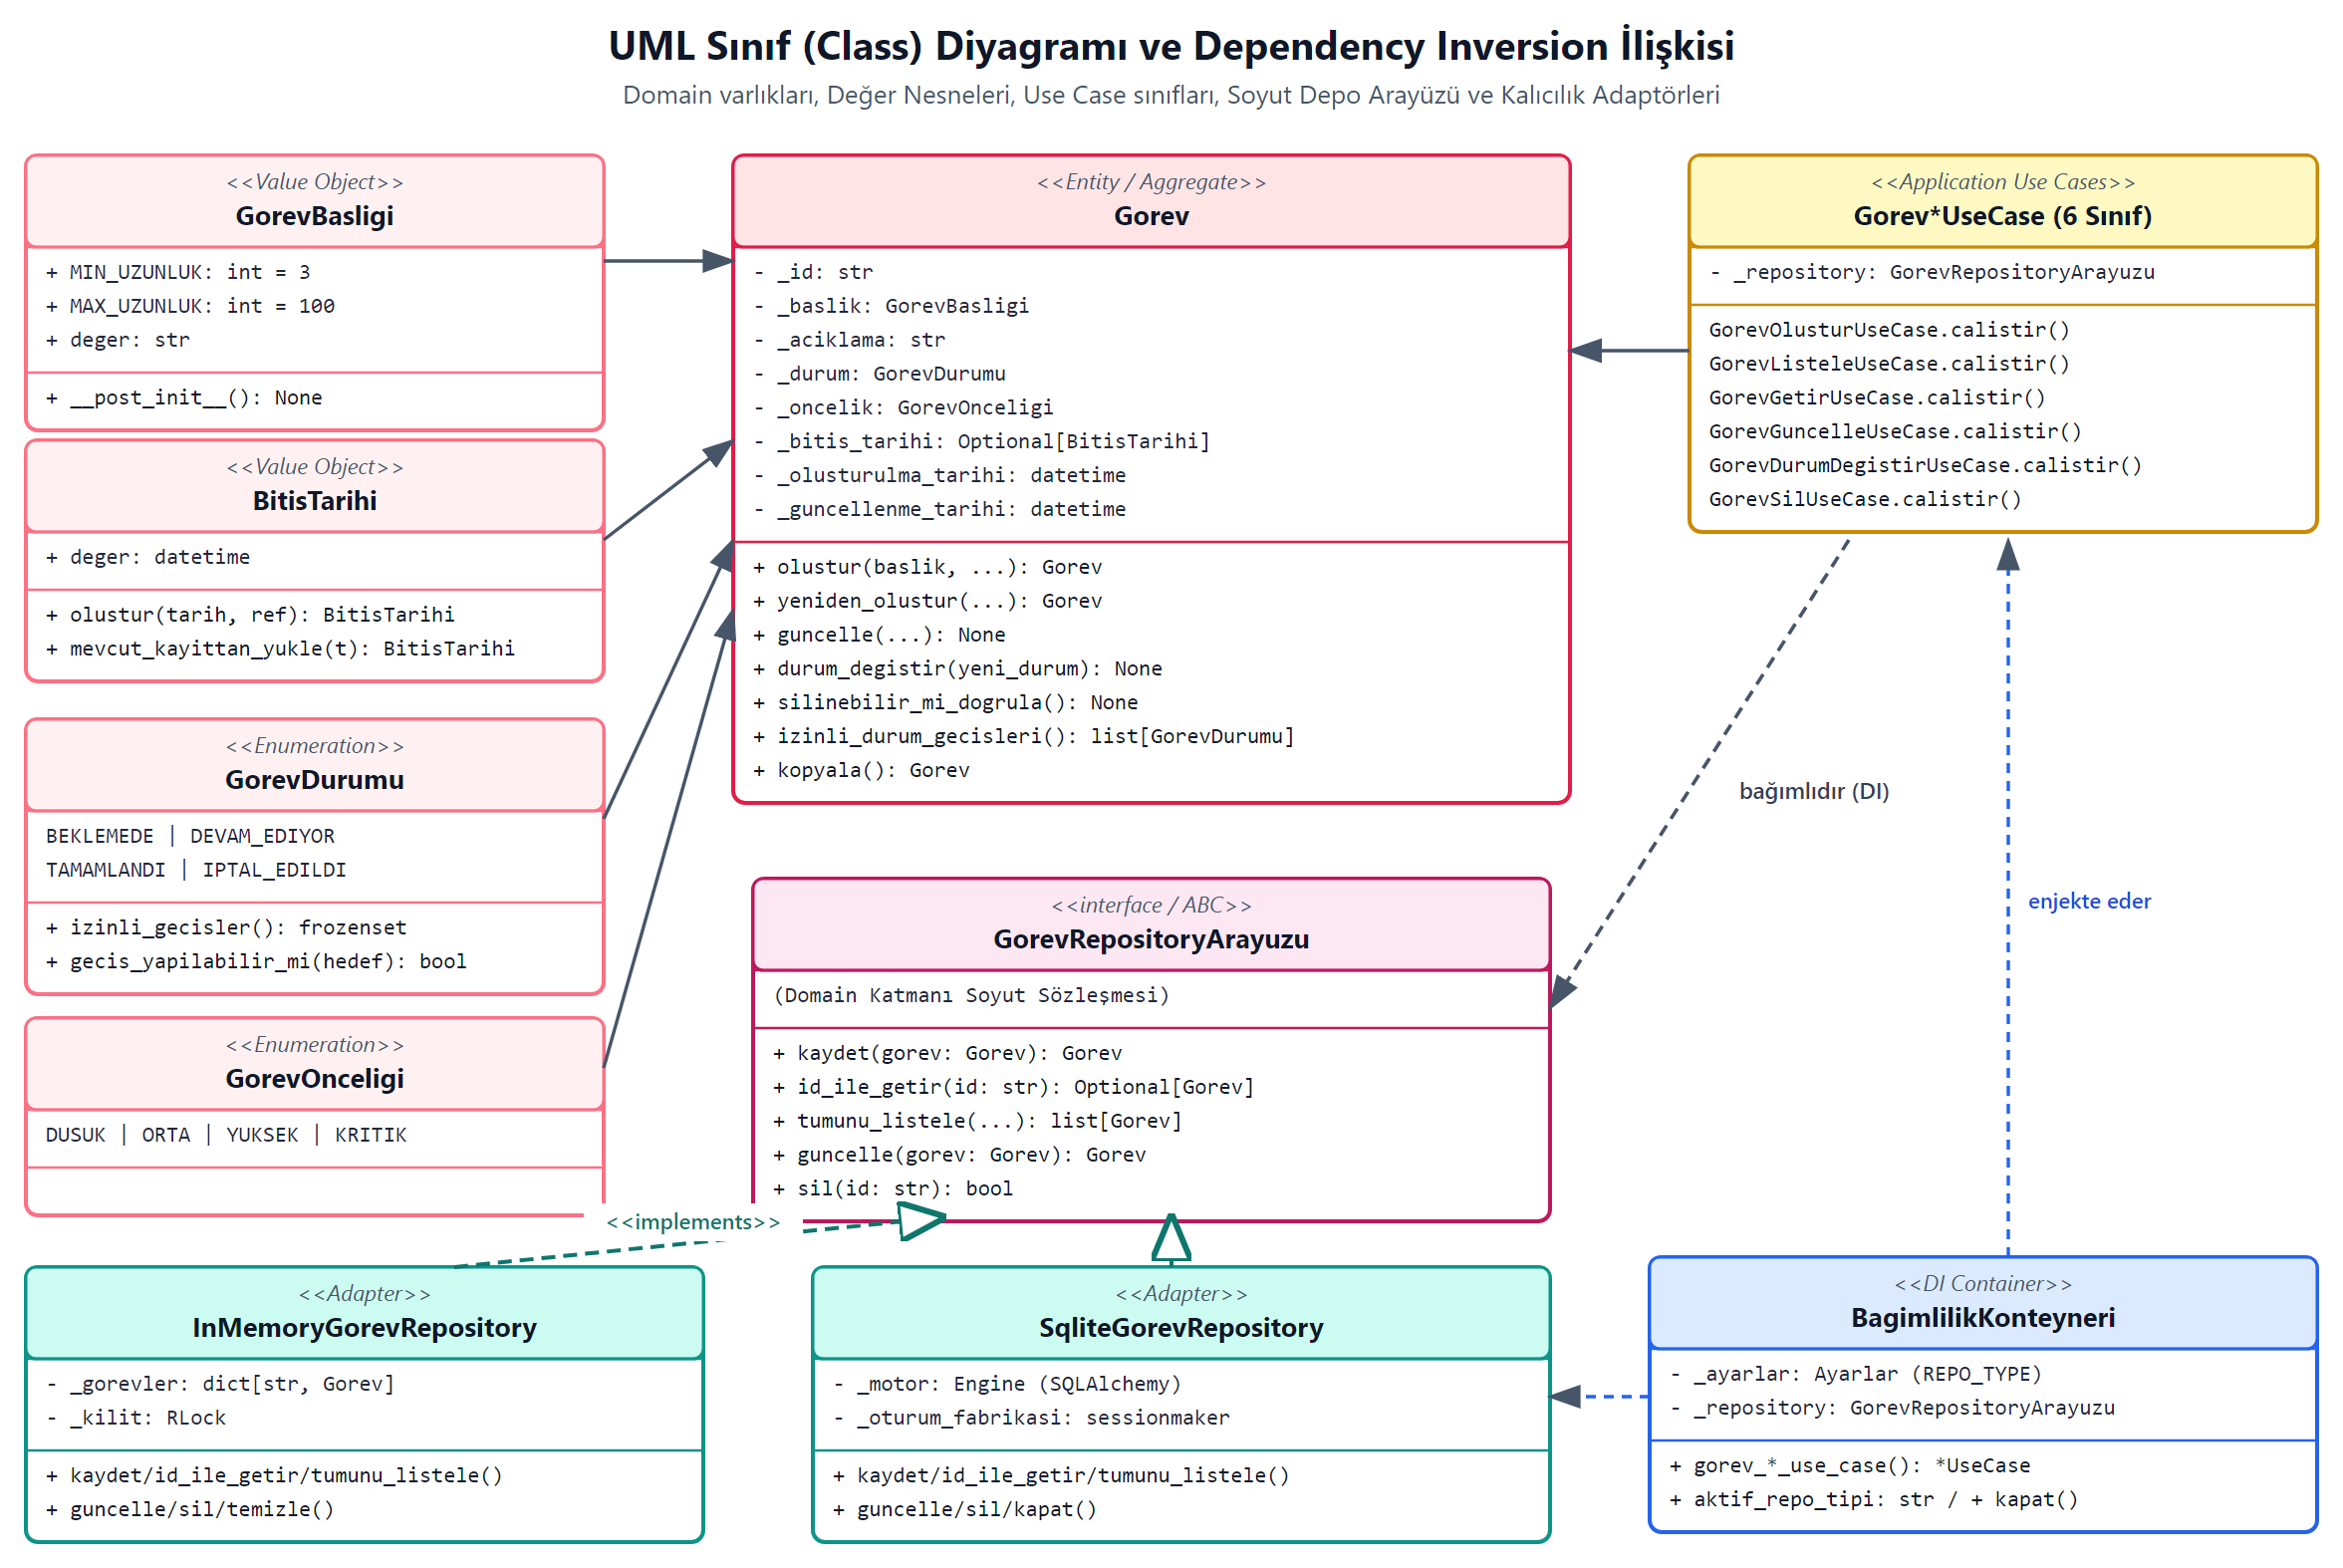 UML Sınıf (Class) Diyagramı ve Dependency Inversion İlişkisi
Domain varlıkları, Değer Nesneleri, Use Case sınıfları, Soyut Depo Arayüzü ve Kalıcılık Adaptörleri
<<Value Object>>
GorevBasligi
+ MIN_UZUNLUK: int = 3
+ MAX_UZUNLUK: int = 100
+ deger: str
+ __post_init__(): None
<<Value Object>>
BitisTarihi
+ deger: datetime
+ olustur(tarih, ref): BitisTarihi
+ mevcut_kayittan_yukle(t): BitisTarihi
<<Enumeration>>
GorevDurumu
BEKLEMEDE | DEVAM_EDIYOR
TAMAMLANDI | IPTAL_EDILDI
+ izinli_gecisler(): frozenset
+ gecis_yapilabilir_mi(hedef): bool
<<Enumeration>>
GorevOnceligi
DUSUK | ORTA | YUKSEK | KRITIK
<<Entity / Aggregate>>
Gorev
- _id: str
- _baslik: GorevBasligi
- _aciklama: str
- _durum: GorevDurumu
- _oncelik: GorevOnceligi
- _bitis_tarihi: Optional[BitisTarihi]
- _olusturulma_tarihi: datetime
- _guncellenme_tarihi: datetime
+ olustur(baslik, ...): Gorev
+ yeniden_olustur(...): Gorev
+ guncelle(...): None
+ durum_degistir(yeni_durum): None
+ silinebilir_mi_dogrula(): None
+ izinli_durum_gecisleri(): list[GorevDurumu]
+ kopyala(): Gorev
<<Application Use Cases>>
Gorev*UseCase (6 Sınıf)
- _repository: GorevRepositoryArayuzu
GorevOlusturUseCase.calistir()
GorevListeleUseCase.calistir()
GorevGetirUseCase.calistir()
GorevGuncelleUseCase.calistir()
GorevDurumDegistirUseCase.calistir()
GorevSilUseCase.calistir()
bağımlıdır (DI)
enjekte eder
<<interface / ABC>>
GorevRepositoryArayuzu
(Domain Katmanı Soyut Sözleşmesi)
+ kaydet(gorev: Gorev): Gorev
+ id_ile_getir(id: str): Optional[Gorev]
+ tumunu_listele(...): list[Gorev]
+ guncelle(gorev: Gorev): Gorev
+ sil(id: str): bool
<<implements>>
<<Adapter>>
InMemoryGorevRepository
- _gorevler: dict[str, Gorev]
- _kilit: RLock
+ kaydet/id_ile_getir/tumunu_listele()
+ guncelle/sil/temizle()
<<Adapter>>
SqliteGorevRepository
- _motor: Engine (SQLAlchemy)
- _oturum_fabrikasi: sessionmaker
+ kaydet/id_ile_getir/tumunu_listele()
+ guncelle/sil/kapat()
<<DI Container>>
BagimlilikKonteyneri
- _ayarlar: Ayarlar (REPO_TYPE)
- _repository: GorevRepositoryArayuzu
+ gorev_*_use_case(): *UseCase
+ aktif_repo_tipi: str / + kapat()